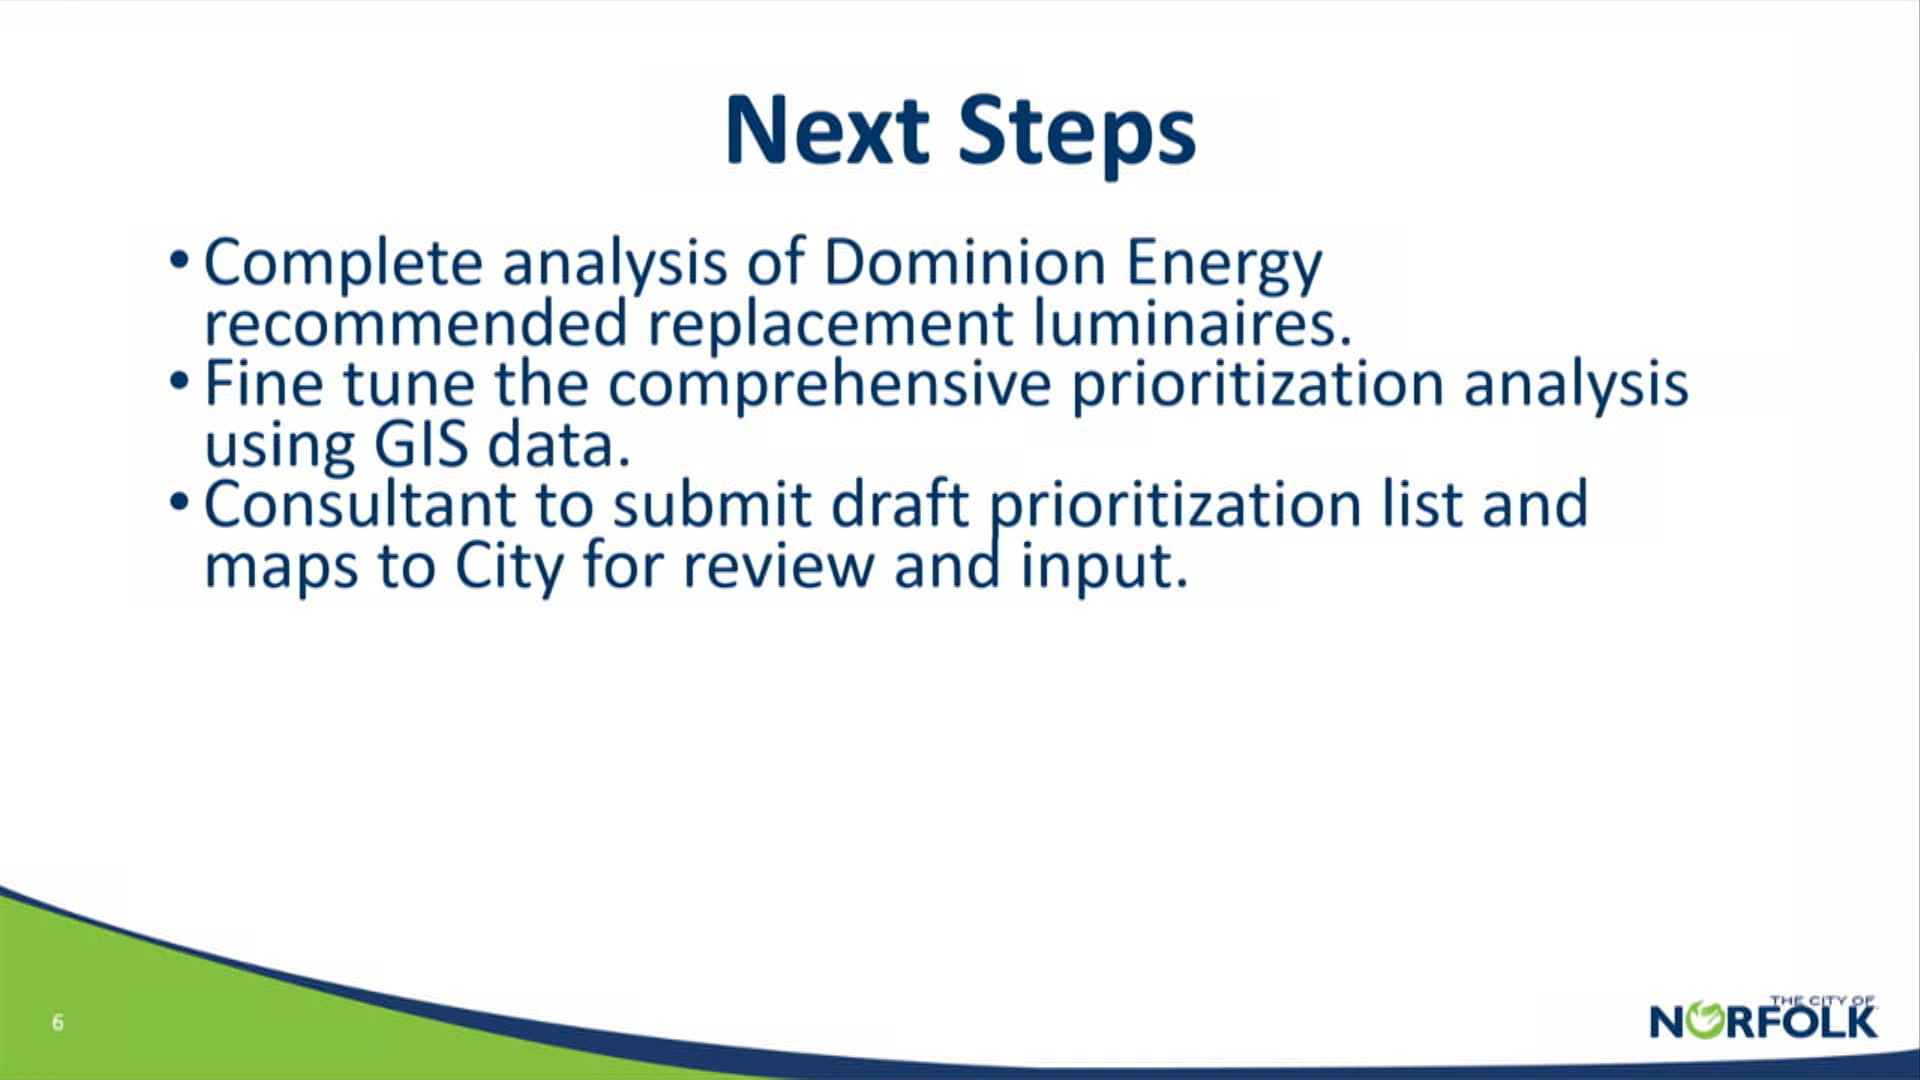 Next Steps
• Complete analysis of Dominion Energy
recommended replacement luminaires.
• Fine tune the comprehensive prioritization analysis
using GIS data.
• Consultant to submit draft prioritization list and
maps to City for review and input.
6
THE CITY OF
NORFOLK